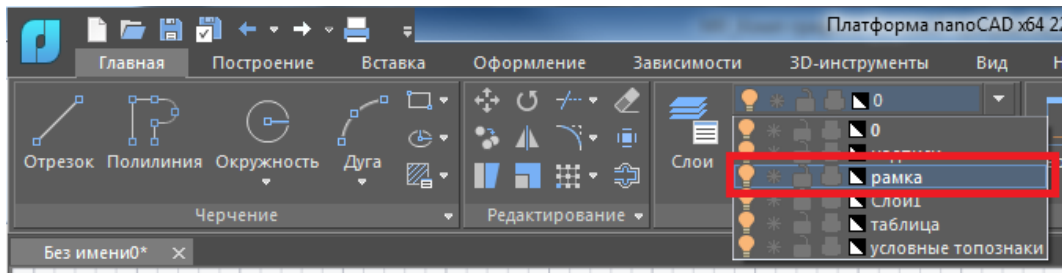 Платформа nanoCAD x64 22
Главная Построение Вставка Оформление Зависимости 3D-инструменты Вид
Отрезок Полилиния Окружность Дуга Слои
0
0
рамка
Слой1
таблица
условные топознаки
Черчение Редактирование
Без имени0*